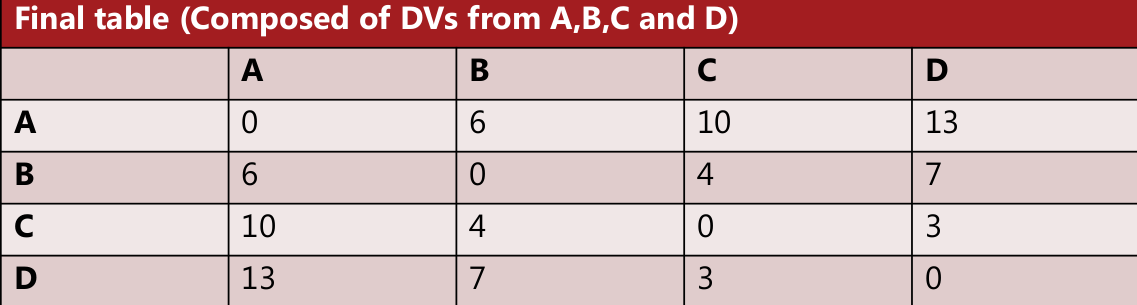 Final table (Composed of DVs from A,B,C and D)
A B C D
A 0 6 10 13
B 6 0 4 7
C 10 4 0 3
D 13 7 3 0